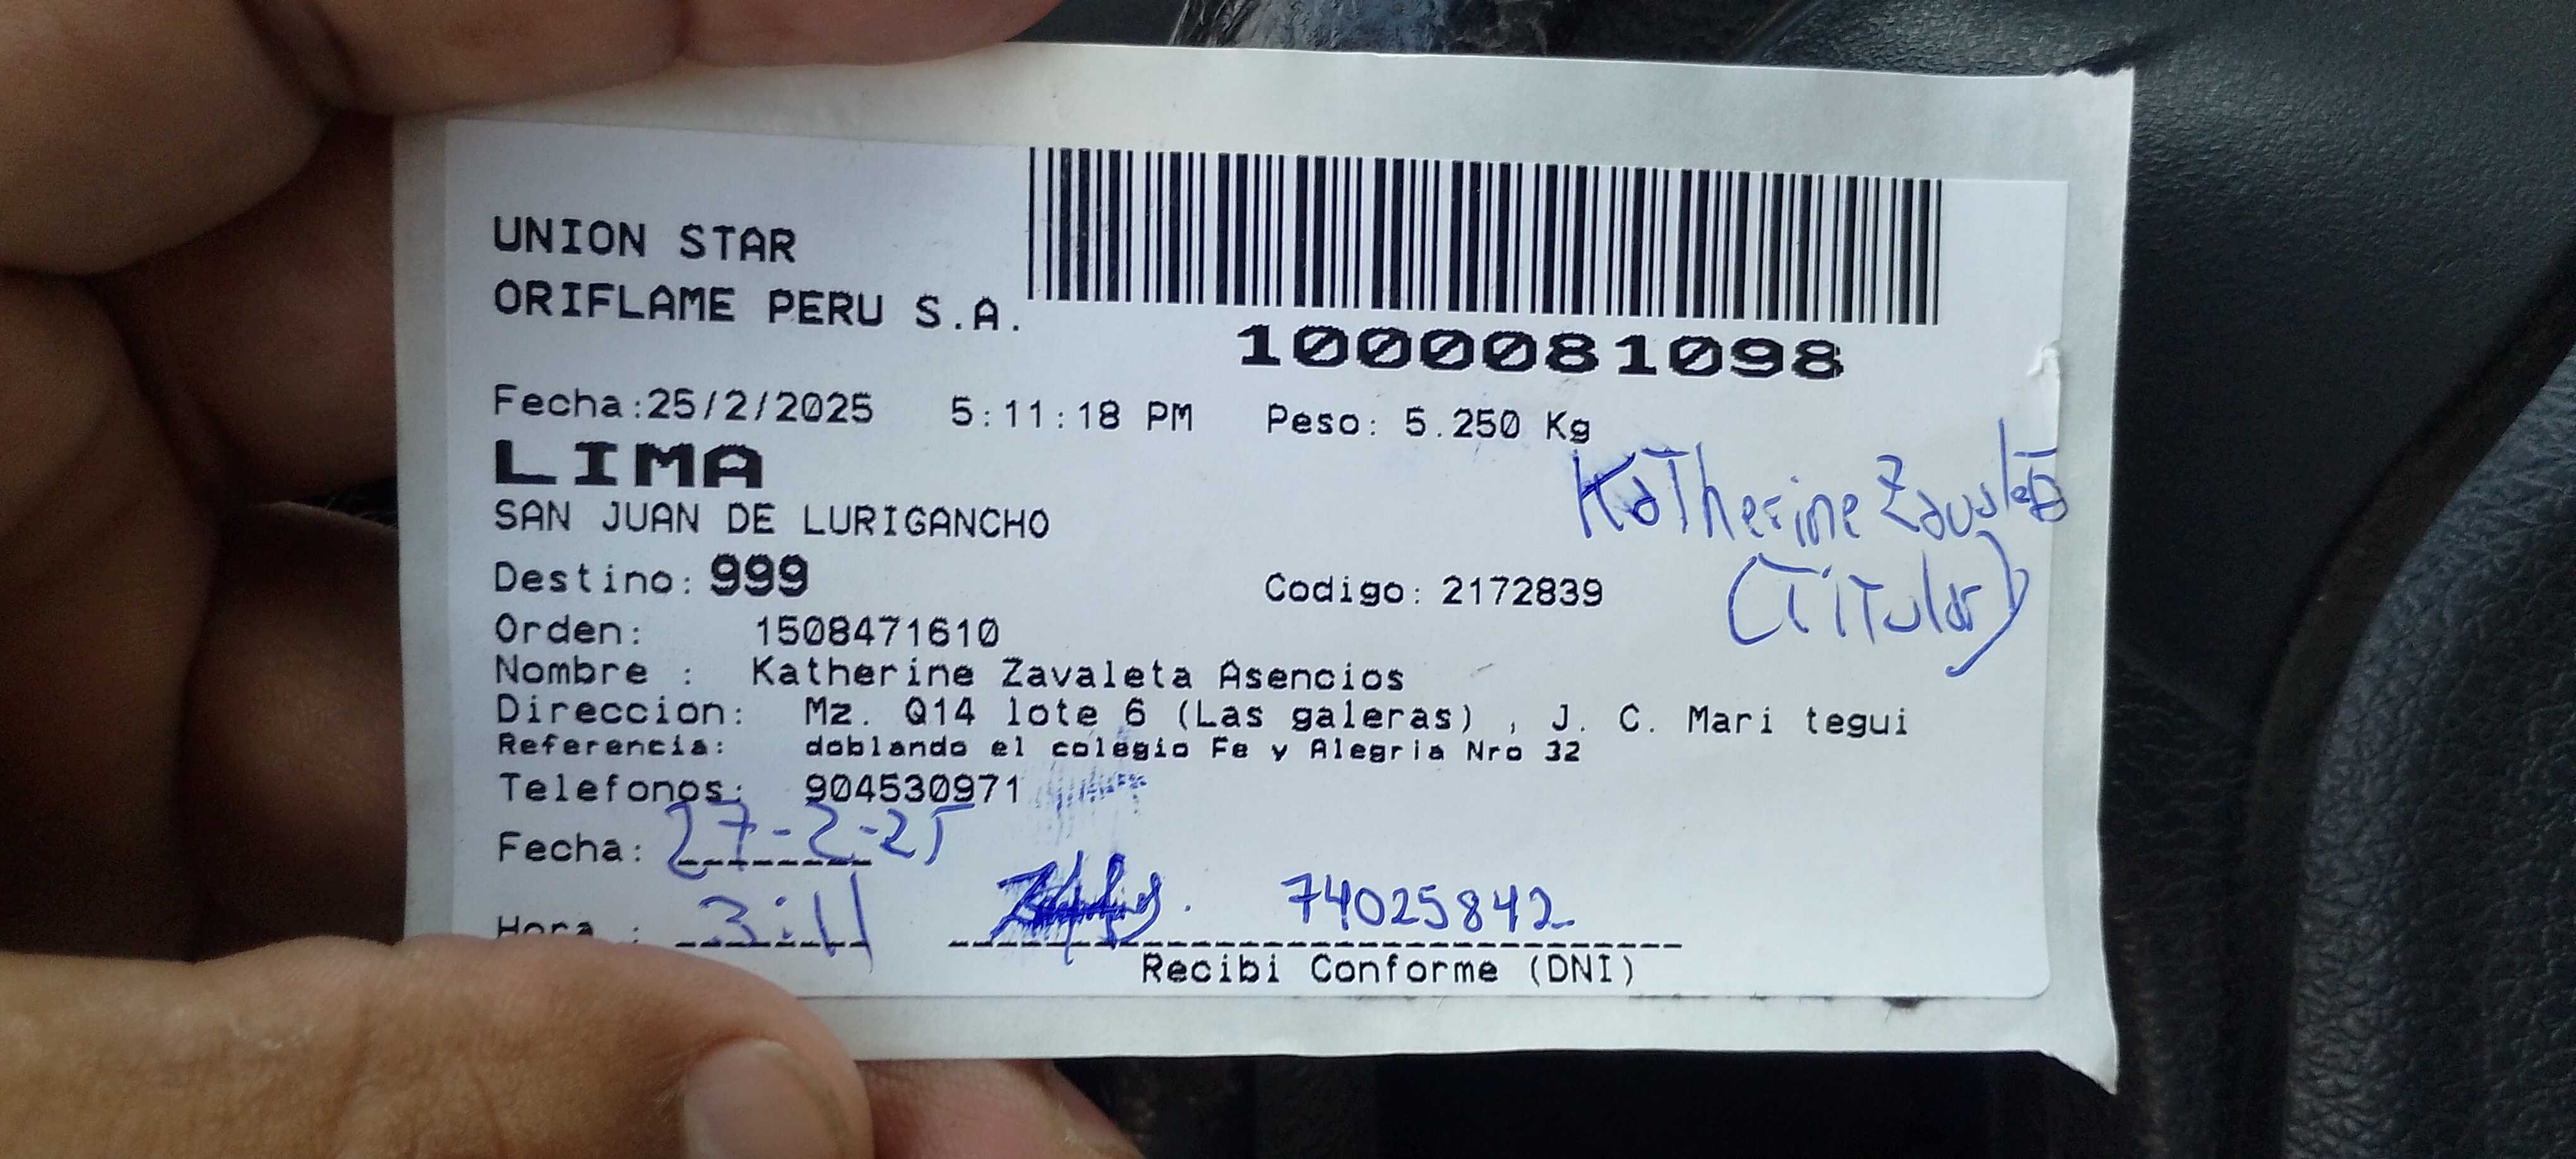 UNION STAR
ORIFLAME PERU S.A.
1000081098
Fecha:25/2/2025 5:11:18 PM Peso: 5.250 Kg
LIMA
SAN JUAN DE LURIGANCHO
Katherine Zavaleta
(Titular)
Destino: 999 Codigo: 2172839
Orden: 1508471610
Nombre : Katherine Zavaleta Asencios
Direccion: Mz. Q14 lote 6 (Las galeras) , J. C. Mari tegui
Referencia: doblando el colegio Fe y Alegria Nro 32
Telefonos: 904530971
Fecha: 27-2-25
Hora : 3:11 74025842
Recibi Conforme (DNI)